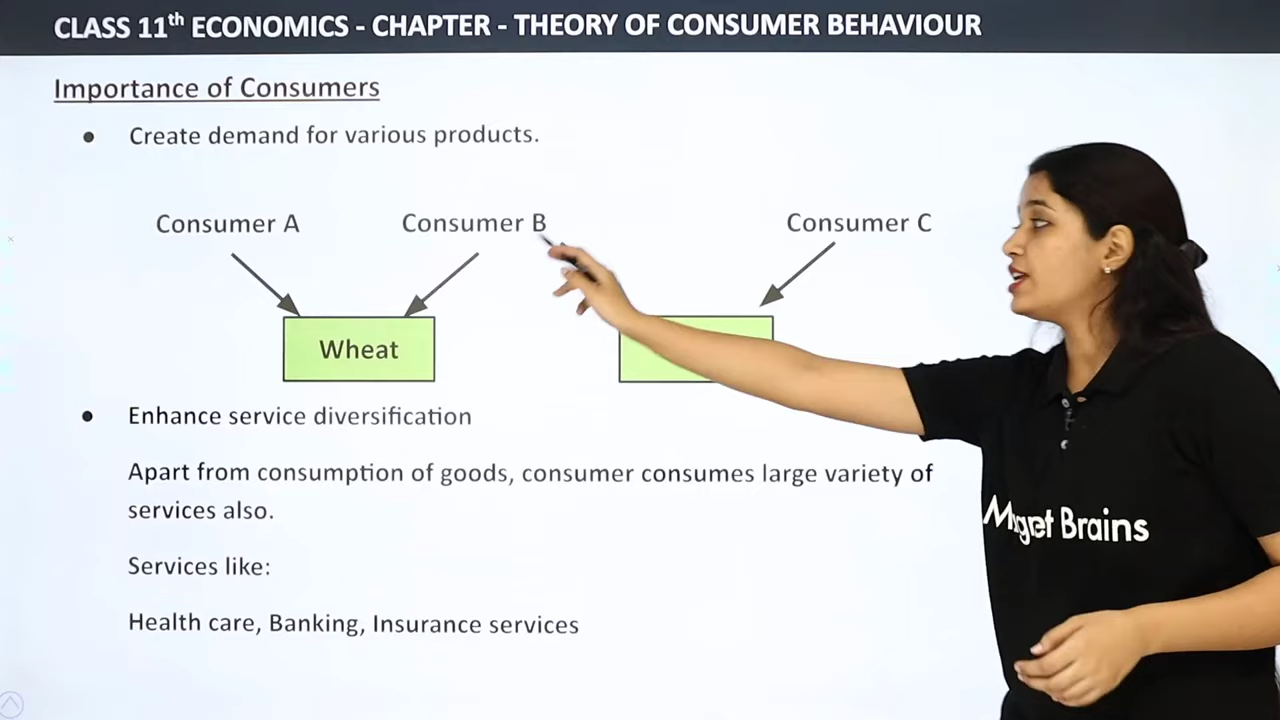 CLASS 11th ECONOMICS - CHAPTER - THEORY OF CONSUMER BEHAVIOUR
Importance of Consumers
● Create demand for various products.
Consumer A Consumer B Consumer C
Wheat
● Enhance service diversification
Apart from consumption of goods, consumer consumes large variety of
services also.
Services like:
Health care, Banking, Insurance services
Magnet Brains